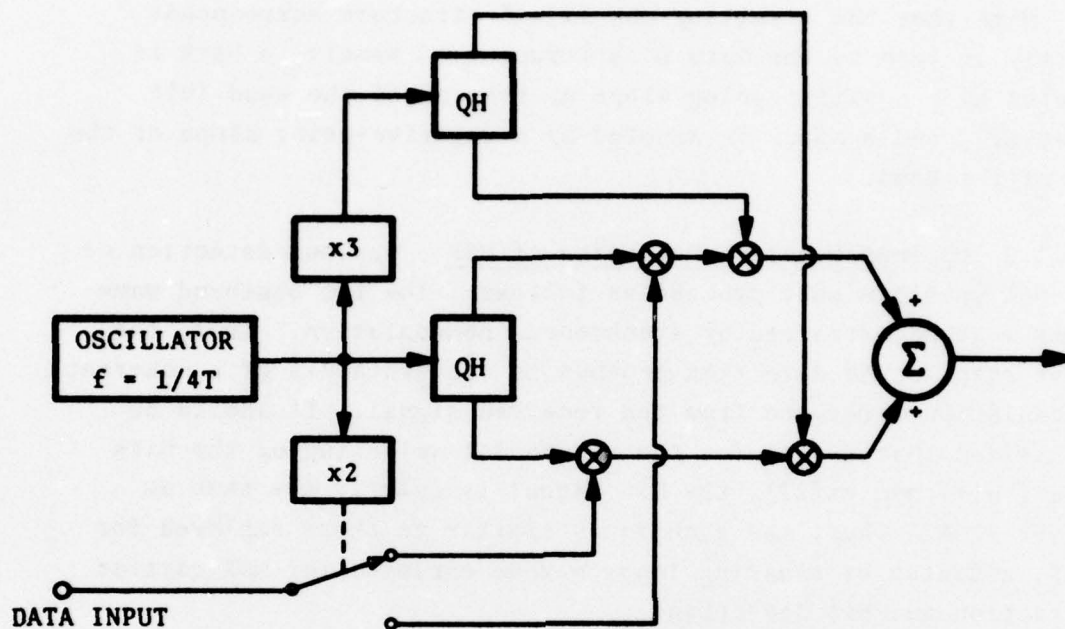 QH
x3
OSCILLATOR
f = 1/4T
QH
x2
+
Σ
+
DATA INPUT